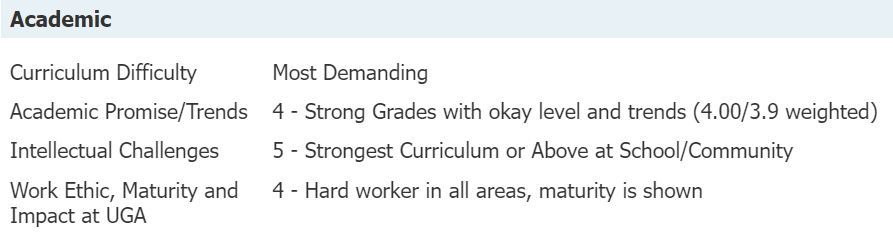 Academic
Curriculum Difficulty Most Demanding
Academic Promise/Trends 4 - Strong Grades with okay level and trends (4.00/3.9 weighted)
Intellectual Challenges 5 - Strongest Curriculum or Above at School/Community
Work Ethic, Maturity and 4 - Hard worker in all areas, maturity is shown
Impact at UGA